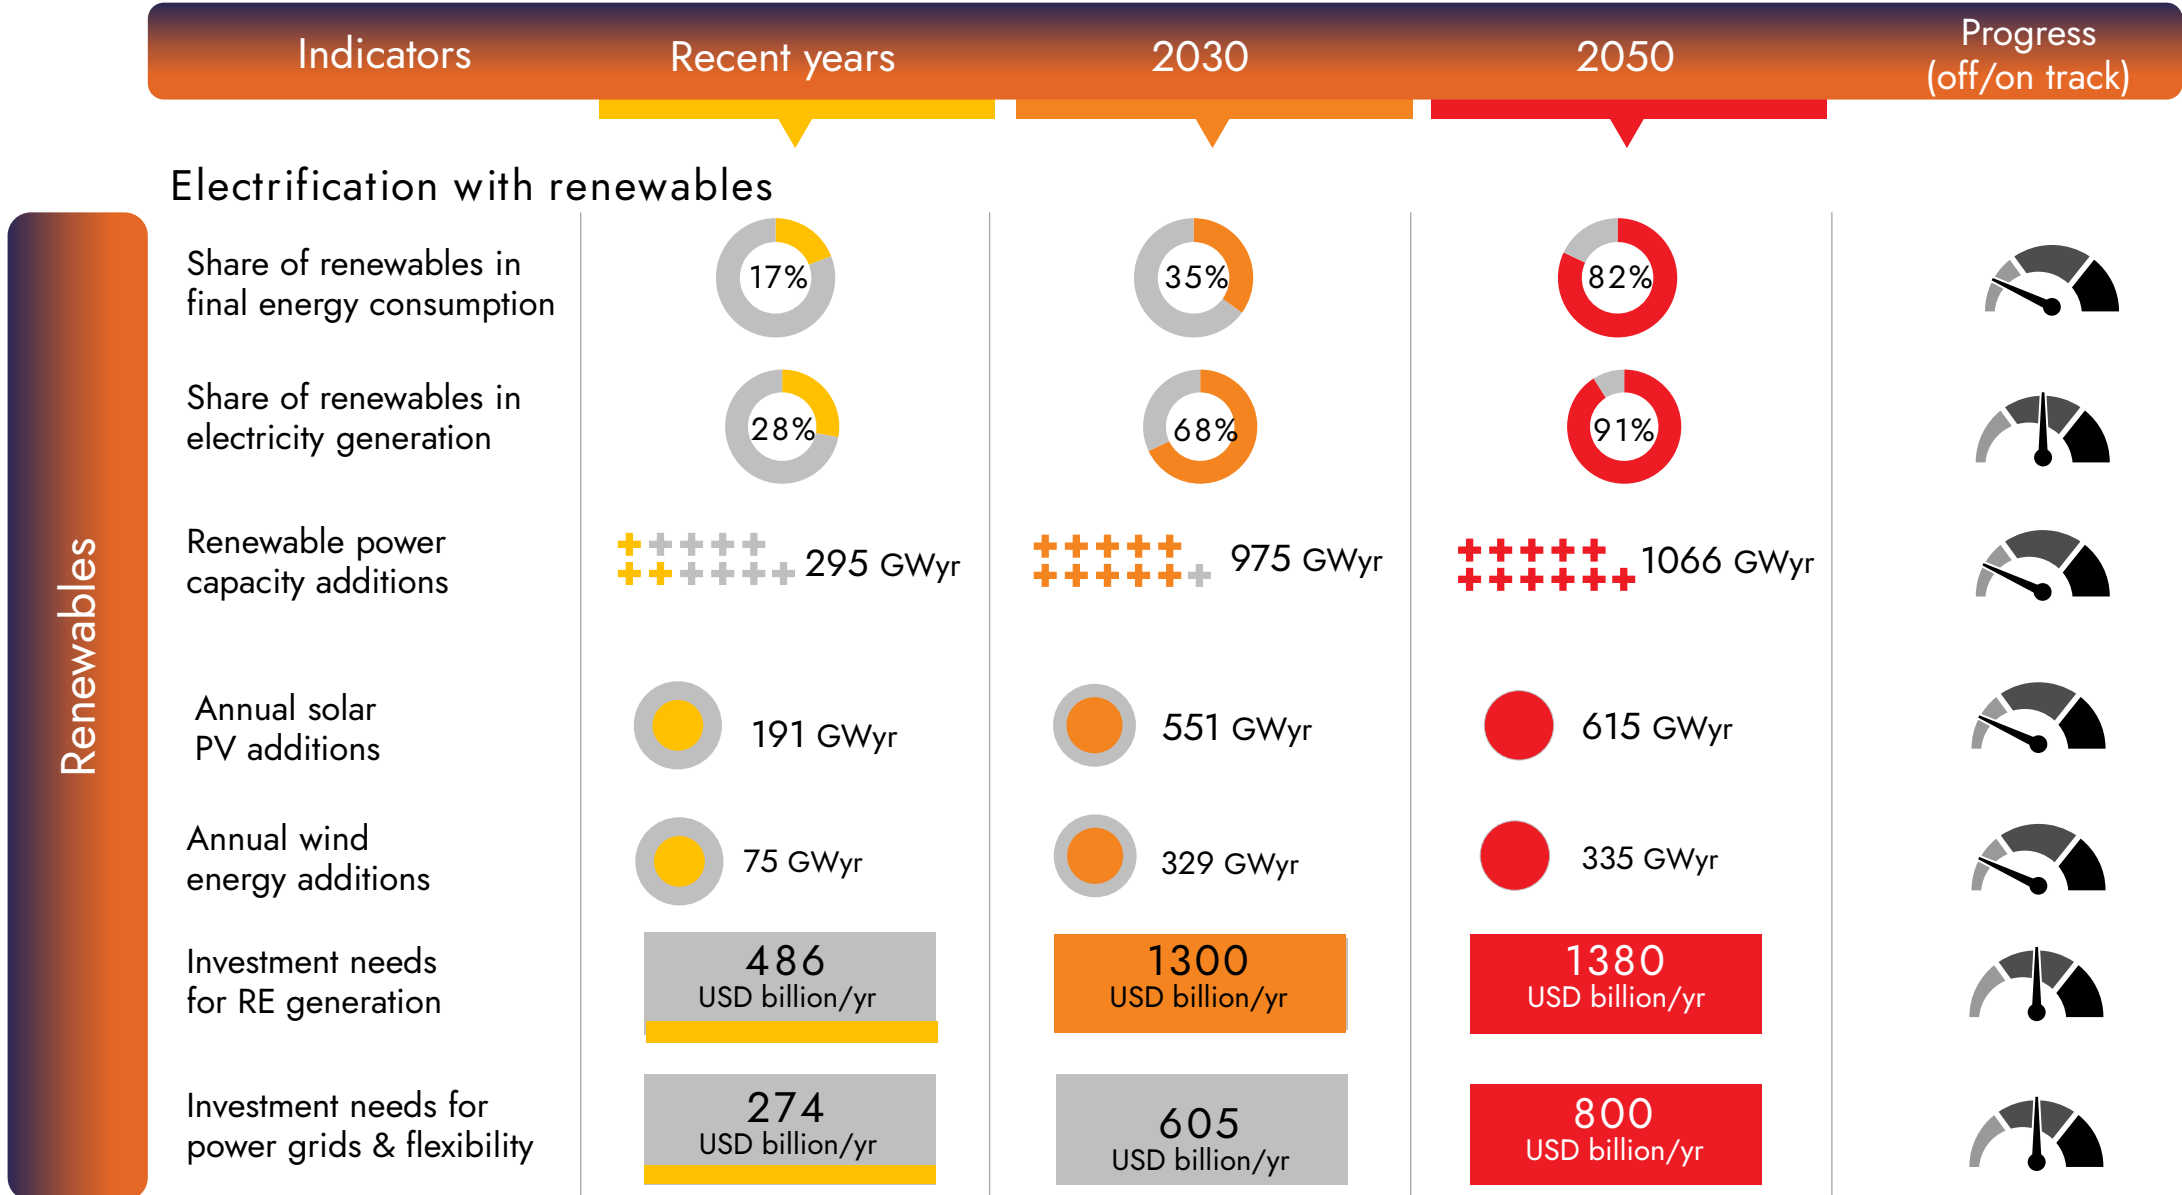 Indicators
Recent years
2030
2050
Progress
(off/on track)
Electrification with renewables
Renewables
Share of renewables in
final energy consumption
17%
35%
82%
Share of renewables in
electricity generation
28%
68%
91%
Renewable power
capacity additions
295 GWyr
975 GWyr
1066 GWyr
Annual solar
PV additions
191 GWyr
551 GWyr
615 GWyr
Annual wind
energy additions
75 GWyr
329 GWyr
335 GWyr
Investment needs
for RE generation
486
USD billion/yr
1300
USD billion/yr
1380
USD billion/yr
Investment needs for
power grids & flexibility
274
USD billion/yr
605
USD billion/yr
800
USD billion/yr